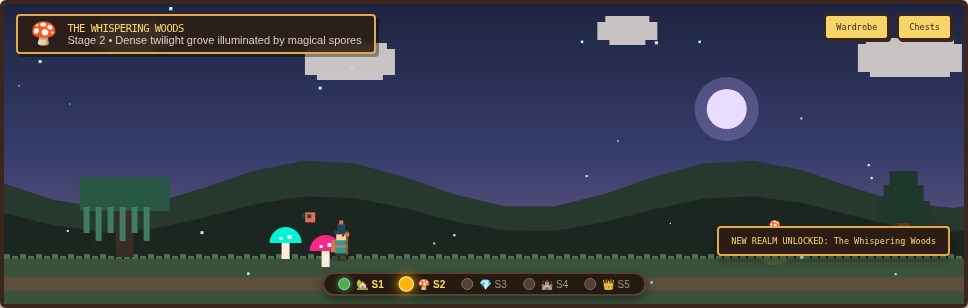 THE WHISPERING WOODS
Stage 2 • Dense twilight grove illuminated by magical spores
Wardrobe
Chests
NEW REALM UNLOCKED: The Whispering Woods
S1
S2
S3
S4
S5